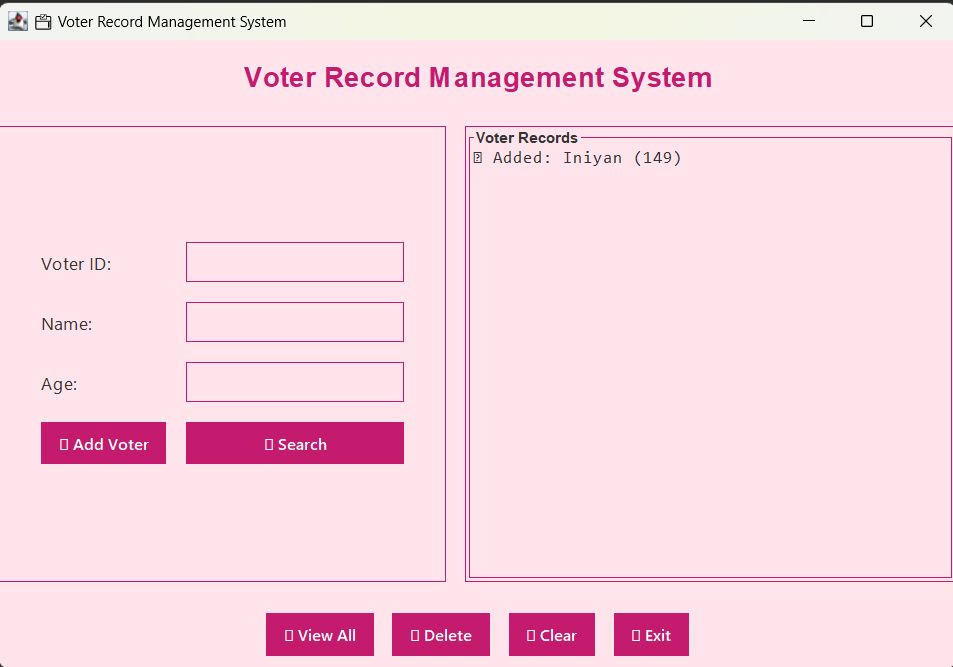 Voter Record Management System
Voter Record Management System
Voter Records
Added: Iniyan (149)
Voter ID:
Name:
Age:
Add Voter
Search
View All
Delete
Clear
Exit